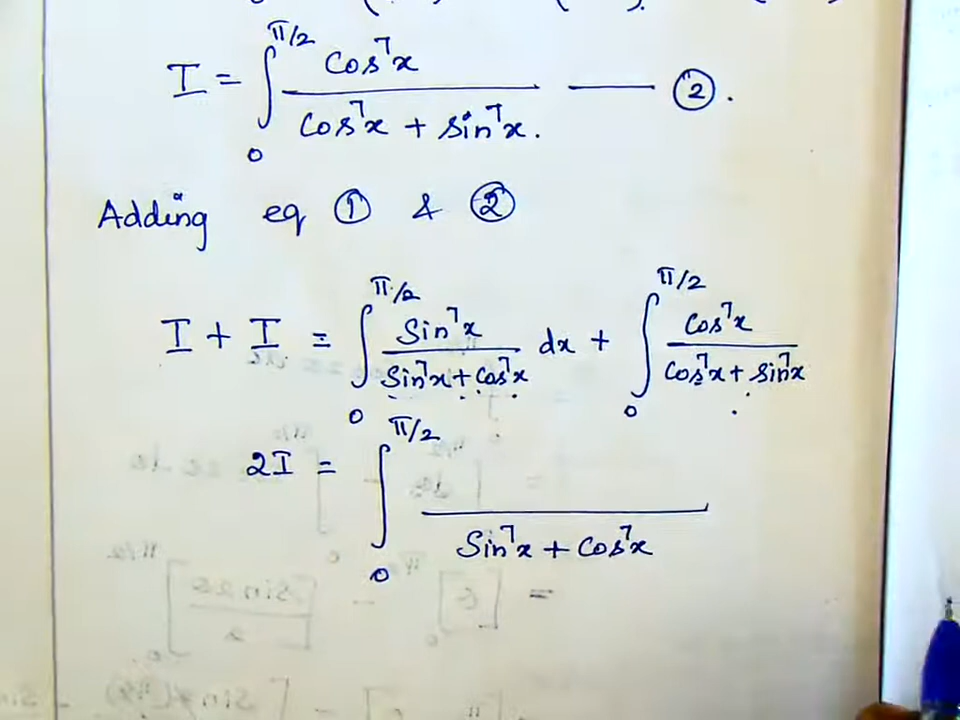 I = ∫₀^{π/2} cos⁷x / (cos⁷x + sin⁷x). —— ②.
Adding eq ① & ②
I + I = ∫₀^{π/2} sin⁷x / (sin⁷x + cos⁷x) dx + ∫₀^{π/2} cos⁷x / (cos⁷x + sin⁷x)
2I = ∫₀^{π/2} / (sin⁷x + cos⁷x)